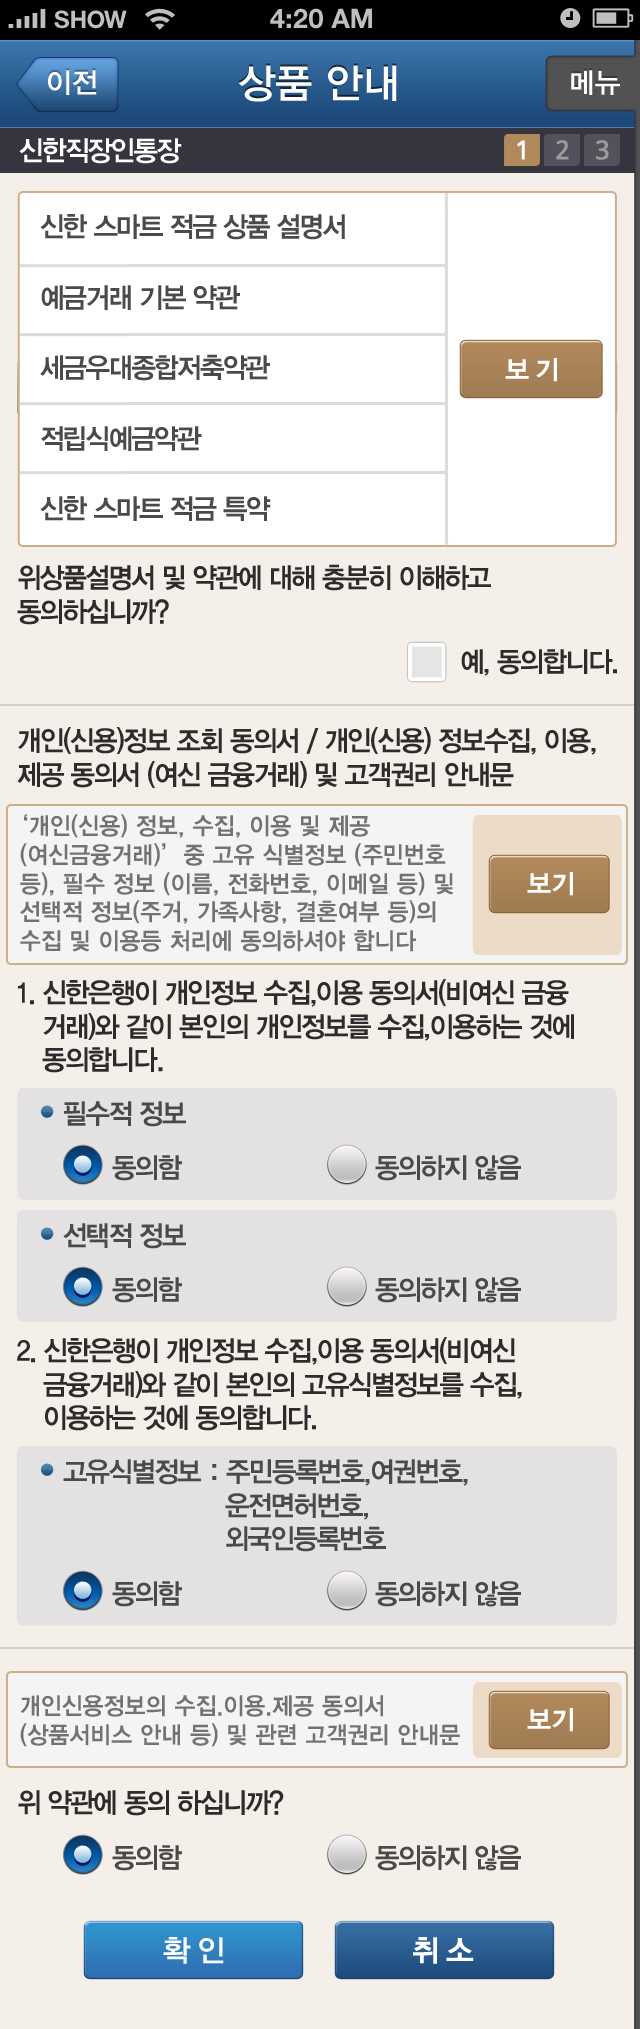 SHOW 4:20 AM
이전 상품 안내 메뉴
신한직장인통장 1 2 3
신한 스마트 적금 상품 설명서
예금거래 기본 약관
세금우대종합저축약관
보 기
적립식예금약관
신한 스마트 적금 특약
위상품설명서 및 약관에 대해 충분히 이해하고
동의하십니까?
예, 동의합니다.
개인(신용)정보 조회 동의서 / 개인(신용) 정보수집, 이용,
제공 동의서 (여신 금융거래) 및 고객권리 안내문
‘개인(신용) 정보, 수집, 이용 및 제공
(여신금융거래)’ 중 고유 식별정보 (주민번호
등), 필수 정보 (이름, 전화번호, 이메일 등) 및
선택적 정보(주거, 가족사항, 결혼여부 등)의
수집 및 이용등 처리에 동의하셔야 합니다
보기
1. 신한은행이 개인정보 수집,이용 동의서(비여신 금융
거래)와 같이 본인의 개인정보를 수집,이용하는 것에
동의합니다.
필수적 정보
동의함 동의하지 않음
선택적 정보
동의함 동의하지 않음
2. 신한은행이 개인정보 수집,이용 동의서(비여신
금융거래)와 같이 본인의 고유식별정보를 수집,
이용하는 것에 동의합니다.
고유식별정보 : 주민등록번호,여권번호,
운전면허번호,
외국인등록번호
동의함 동의하지 않음
개인신용정보의 수집.이용.제공 동의서
(상품서비스 안내 등) 및 관련 고객권리 안내문
보기
위 약관에 동의 하십니까?
동의함 동의하지 않음
확 인 취 소